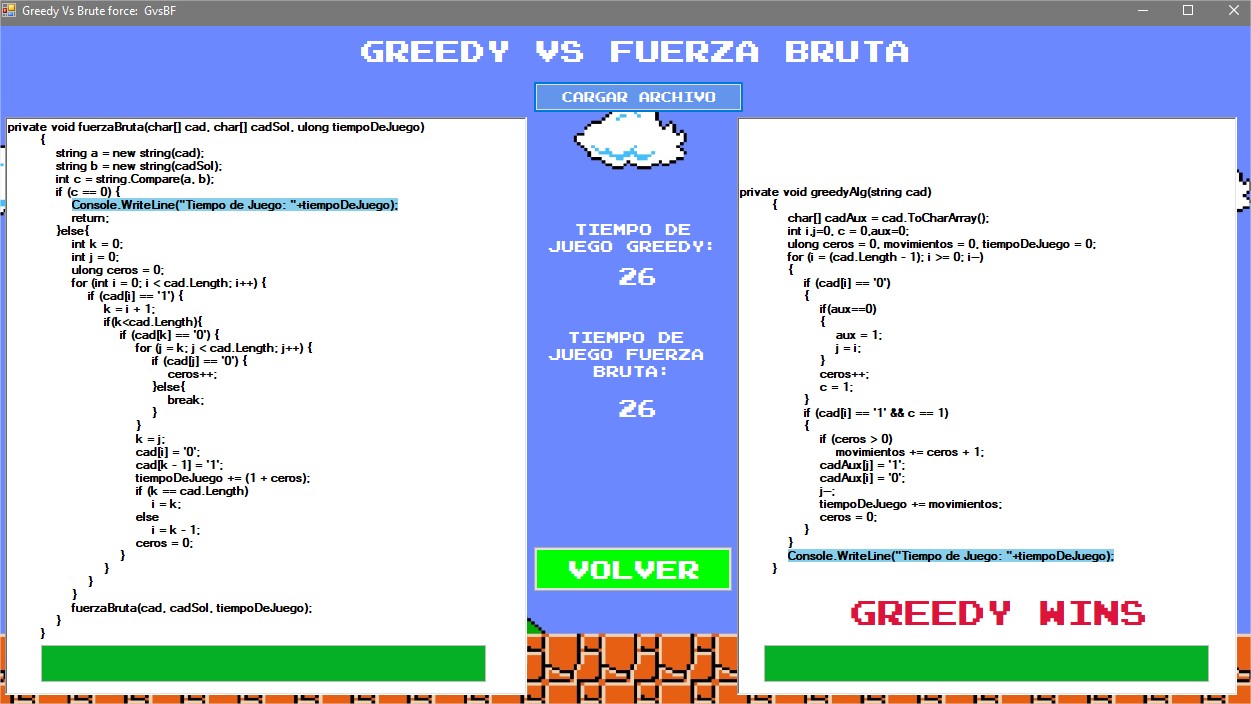 Greedy Vs Brute force: GvsBF
GREEDY VS FUERZA BRUTA
CARGAR ARCHIVO
private void fuerzaBruta(char[] cad, char[] cadSol, ulong tiempoDeJuego)
{
string a = new string(cad);
string b = new string(cadSol);
int c = string.Compare(a, b);
if (c == 0) {
Console.WriteLine("Tiempo de Juego: "+tiempoDeJuego);
return;
}else{
int k = 0;
int j = 0;
ulong ceros = 0;
for (int i = 0; i < cad.Length; i++) {
if (cad[i] == '1') {
k = i + 1;
if(k<cad.Length){
if (cad[k] == '0') {
for (j = k; j < cad.Length; j++) {
if (cad[j] == '0') {
ceros++;
}else{
break;
}
}
k = j;
cad[i] = '0';
cad[k - 1] = '1';
tiempoDeJuego += (1 + ceros);
if (k == cad.Length)
i = k;
else
i = k - 1;
ceros = 0;
}
}
}
}
fuerzaBruta(cad, cadSol, tiempoDeJuego);
}
}
TIEMPO DE
JUEGO GREEDY:
26
TIEMPO DE
JUEGO FUERZA
BRUTA:
26
VOLVER
private void greedyAlg(string cad)
{
char[] cadAux = cad.ToCharArray();
int i,j=0, c = 0,aux=0;
ulong ceros = 0, movimientos = 0, tiempoDeJuego = 0;
for (i = (cad.Length - 1); i >= 0; i--)
{
if (cad[i] == '0')
{
if(aux==0)
{
aux = 1;
j = i;
}
ceros++;
c = 1;
}
if (cad[i] == '1' && c == 1)
{
if (ceros > 0)
movimientos += ceros + 1;
cadAux[j] = '1';
cadAux[i] = '0';
j--;
tiempoDeJuego += movimientos;
ceros = 0;
}
}
Console.WriteLine("Tiempo de Juego: "+tiempoDeJuego);
}
GREEDY WINS